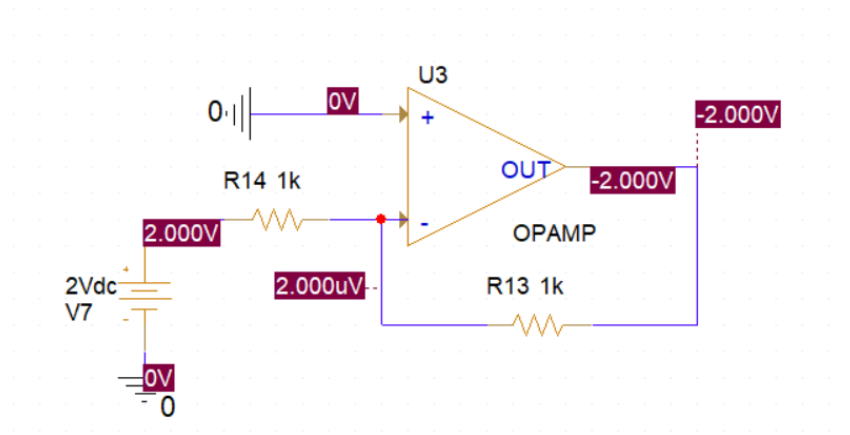 U3
0
0V
+
-2.000V
OUT
-2.000V
R14 1k
-
2.000V
OPAMP
+
2Vdc
V7
-
2.000uV
R13 1k
0V
0